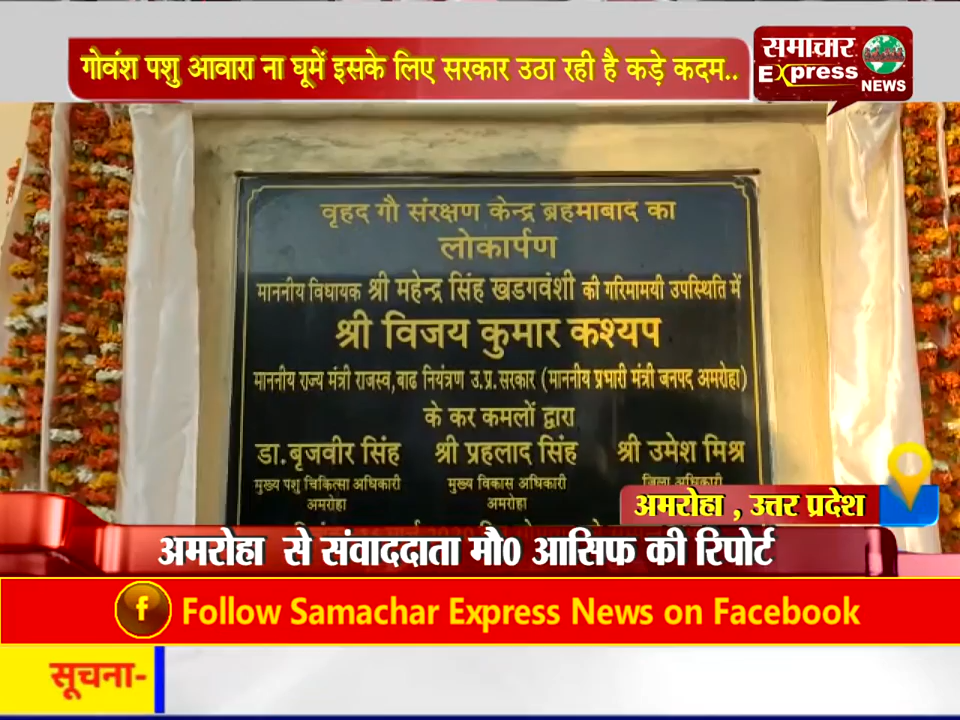 गोवंश पशु आवारा ना घूमें इसके लिए सरकार उठा रही है कड़े कदम..
समाचार
Express
NEWS
वृहद गौ संरक्षण केन्द्र ब्रहमाबाद का
लोकार्पण
माननीय विधायक श्री महेन्द्र सिंह खडगवंशी की गरिमामयी उपस्थिति में
श्री विजय कुमार कश्यप
माननीय राज्य मंत्री राजस्व,बाढ नियंत्रण उ.प्र.सरकार (माननीय प्रभारी मंत्री जनपद अमरोहा)
के कर कमलों द्वारा
डा.बृजवीर सिंह श्री प्रहलाद सिंह श्री उमेश मिश्र
मुख्य पशु चिकित्सा अधिकारी मुख्य विकास अधिकारी जिला अधिकारी
अमरोहा अमरोहा
अमरोहा , उत्तर प्रदेश
अमरोहा से संवाददाता मौ0 आसिफ की रिपोर्ट
f Follow Samachar Express News on Facebook
सूचना-